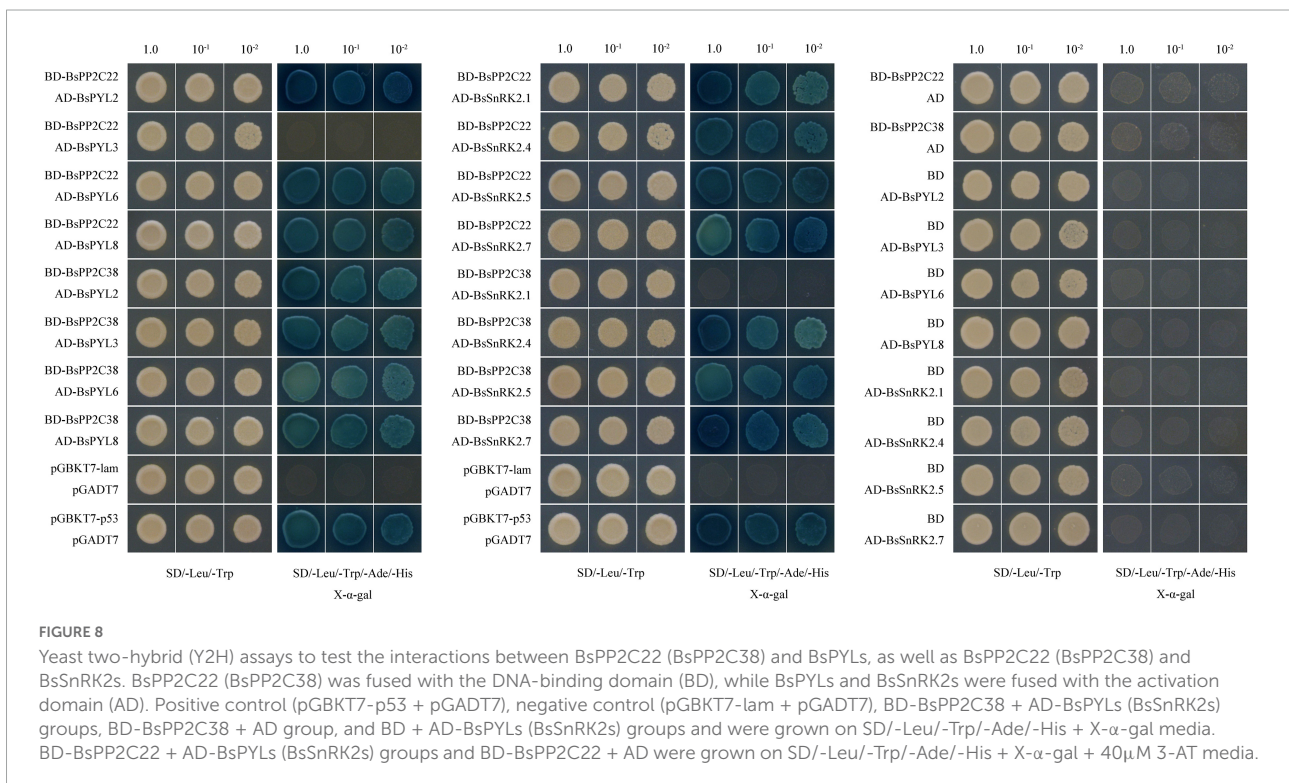 1.0 10⁻¹ 10⁻² 1.0 10⁻¹ 10⁻²
BD-BsPP2C22
AD-BsPYL2
BD-BsPP2C22
AD-BsPYL3
BD-BsPP2C22
AD-BsPYL6
BD-BsPP2C22
AD-BsPYL8
BD-BsPP2C38
AD-BsPYL2
BD-BsPP2C38
AD-BsPYL3
BD-BsPP2C38
AD-BsPYL6
BD-BsPP2C38
AD-BsPYL8
pGBKT7-lam
pGADT7
pGBKT7-p53
pGADT7
SD/-Leu/-Trp SD/-Leu/-Trp/-Ade/-His
X-α-gal
1.0 10⁻¹ 10⁻² 1.0 10⁻¹ 10⁻²
BD-BsPP2C22
AD-BsSnRK2.1
BD-BsPP2C22
AD-BsSnRK2.4
BD-BsPP2C22
AD-BsSnRK2.5
BD-BsPP2C22
AD-BsSnRK2.7
BD-BsPP2C38
AD-BsSnRK2.1
BD-BsPP2C38
AD-BsSnRK2.4
BD-BsPP2C38
AD-BsSnRK2.5
BD-BsPP2C38
AD-BsSnRK2.7
pGBKT7-lam
pGADT7
pGBKT7-p53
pGADT7
SD/-Leu/-Trp SD/-Leu/-Trp/-Ade/-His
X-α-gal
1.0 10⁻¹ 10⁻² 1.0 10⁻¹ 10⁻²
BD-BsPP2C22
AD
BD-BsPP2C38
AD
BD
AD-BsPYL2
BD
AD-BsPYL3
BD
AD-BsPYL6
BD
AD-BsPYL8
BD
AD-BsSnRK2.1
BD
AD-BsSnRK2.4
BD
AD-BsSnRK2.5
BD
AD-BsSnRK2.7
SD/-Leu/-Trp SD/-Leu/-Trp/-Ade/-His
X-α-gal
FIGURE 8
Yeast two-hybrid (Y2H) assays to test the interactions between BsPP2C22 (BsPP2C38) and BsPYLs, as well as BsPP2C22 (BsPP2C38) and
BsSnRK2s. BsPP2C22 (BsPP2C38) was fused with the DNA-binding domain (BD), while BsPYLs and BsSnRK2s were fused with the activation
domain (AD). Positive control (pGBKT7-p53 + pGADT7), negative control (pGBKT7-lam + pGADT7), BD-BsPP2C38 + AD-BsPYLs (BsSnRK2s)
groups, BD-BsPP2C38 + AD group, and BD + AD-BsPYLs (BsSnRK2s) groups and were grown on SD/-Leu/-Trp/-Ade/-His + X-α-gal media.
BD-BsPP2C22 + AD-BsPYLs (BsSnRK2s) groups and BD-BsPP2C22 + AD were grown on SD/-Leu/-Trp/-Ade/-His + X-α-gal + 40μM 3-AT media.